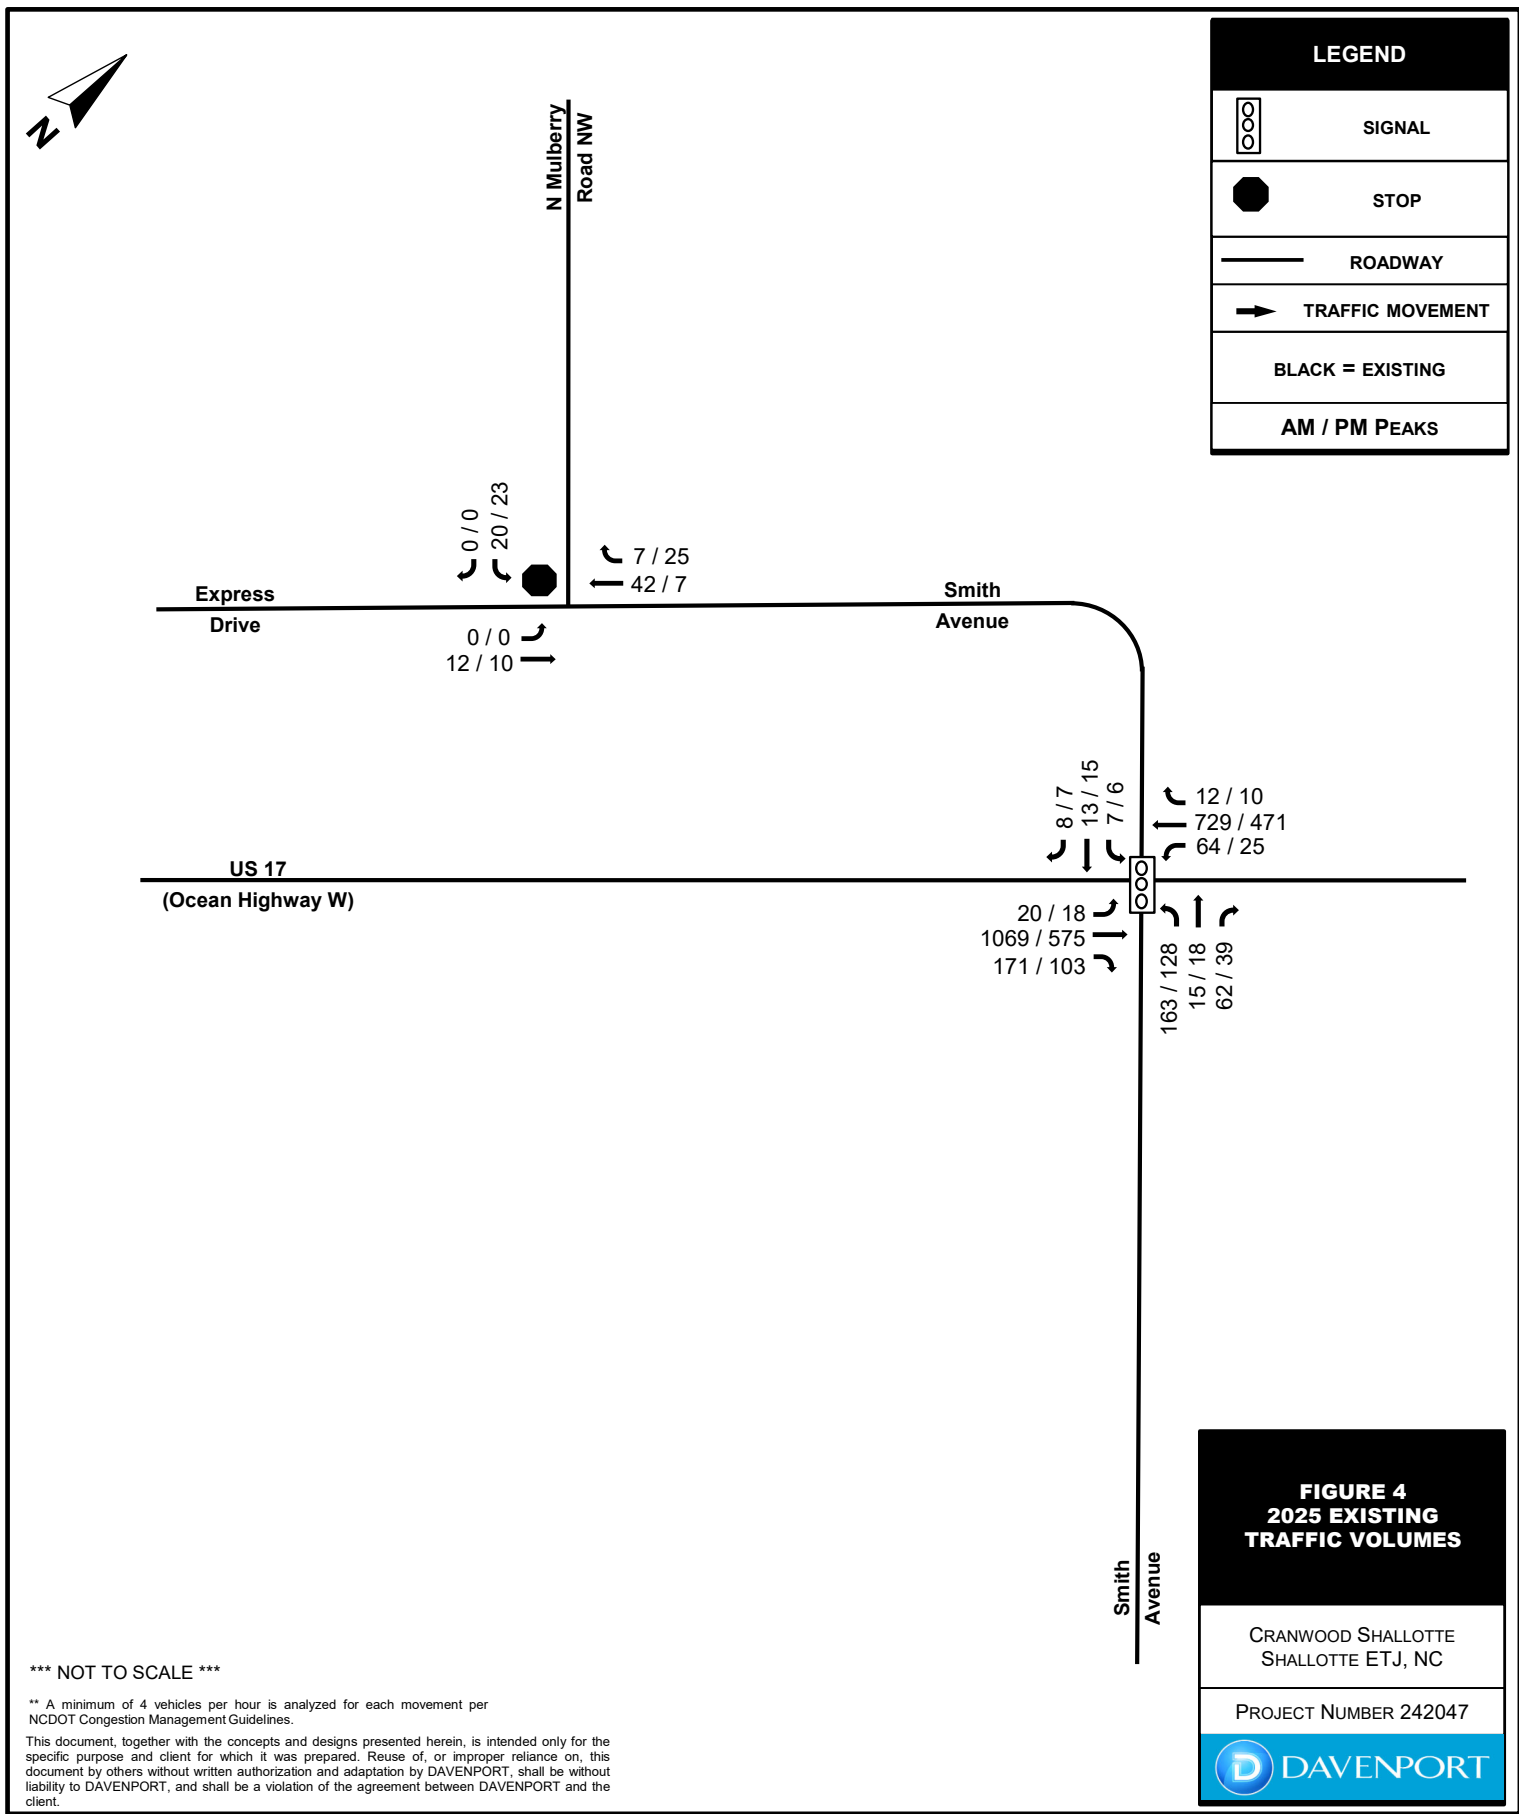 N
N Mulberry
Road NW
LEGEND
SIGNAL
STOP
ROADWAY
TRAFFIC MOVEMENT
BLACK = EXISTING
AM / PM PEAKS
0 / 0
20 / 23
7 / 25
42 / 7
Express
Drive
Smith
Avenue
0 / 0
12 / 10
8 / 7
13 / 15
7 / 6
12 / 10
729 / 471
64 / 25
US 17
(Ocean Highway W)
20 / 18
1069 / 575
171 / 103
163 / 128
15 / 18
62 / 39
Smith
Avenue
FIGURE 4
2025 EXISTING
TRAFFIC VOLUMES
CRANWOOD SHALLOTTE
SHALLOTTE ETJ, NC
PROJECT NUMBER 242047
D DAVENPORT
*** NOT TO SCALE ***
** A minimum of 4 vehicles per hour is analyzed for each movement per
NCDOT Congestion Management Guidelines.
This document, together with the concepts and designs presented herein, is intended only for the
specific purpose and client for which it was prepared. Reuse of, or improper reliance on, this
document by others without written authorization and adaptation by DAVENPORT, shall be without
liability to DAVENPORT, and shall be a violation of the agreement between DAVENPORT and the
client.